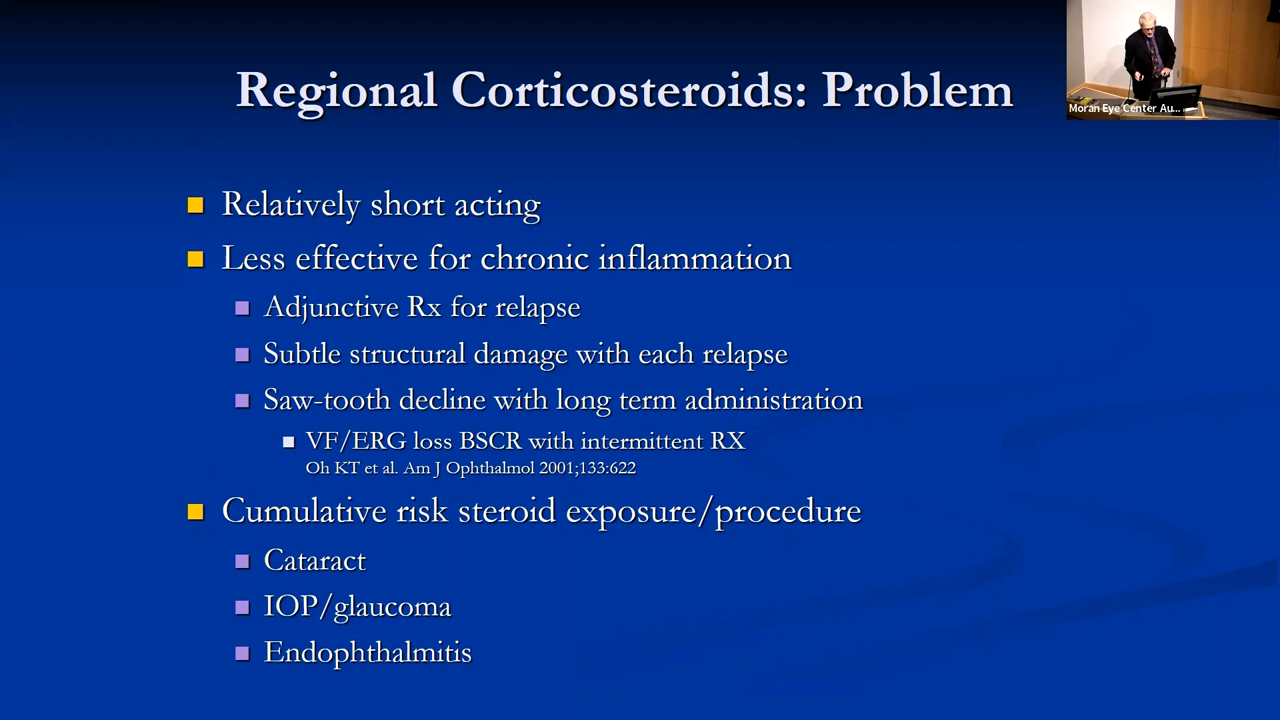 Regional Corticosteroids: Problem
Moran Eye Center Au...
Relatively short acting
Less effective for chronic inflammation
Adjunctive Rx for relapse
Subtle structural damage with each relapse
Saw-tooth decline with long term administration
VF/ERG loss BSCR with intermittent RX
Oh KT et al. Am J Ophthalmol 2001;133:622
Cumulative risk steroid exposure/procedure
Cataract
IOP/glaucoma
Endophthalmitis